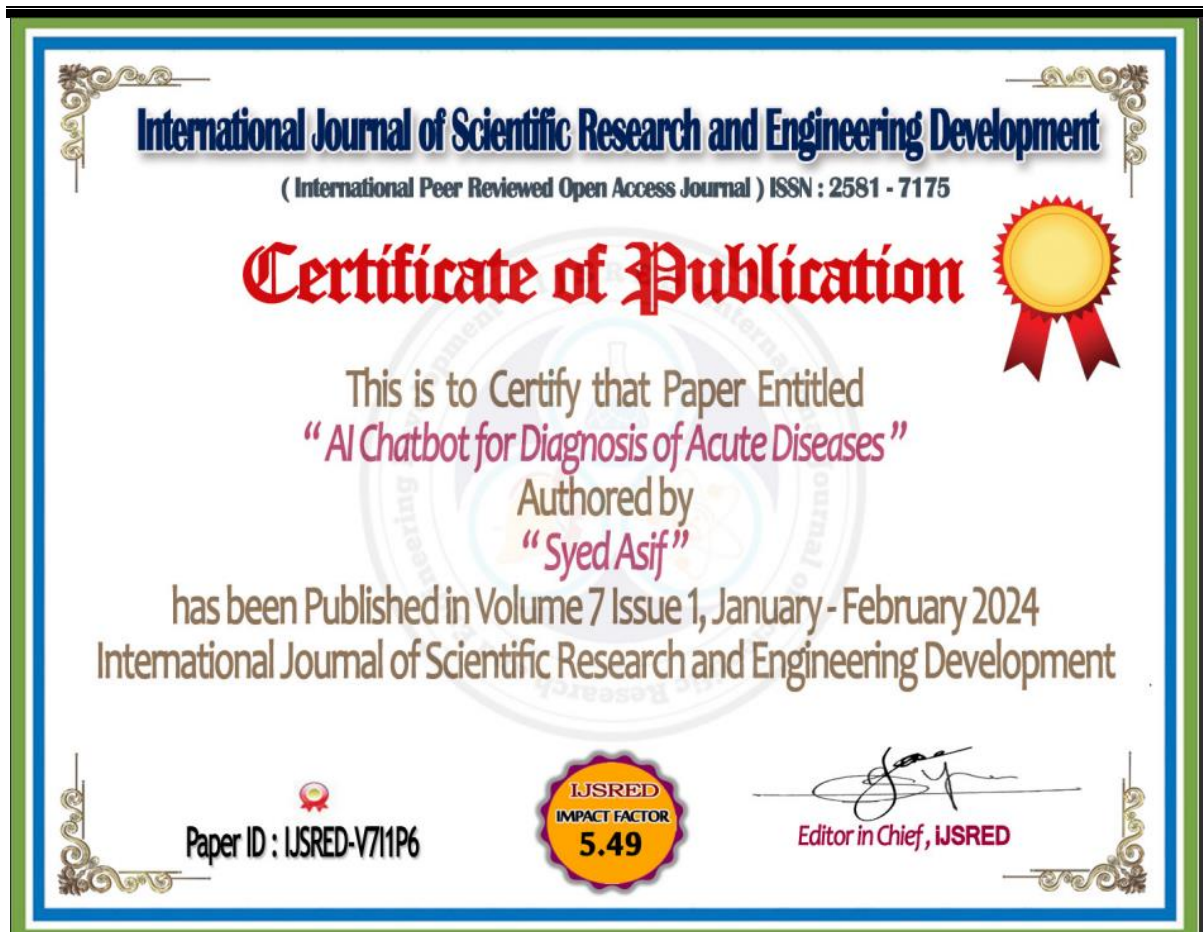 International Journal of Scientific Research and Engineering Development
( International Peer Reviewed Open Access Journal ) ISSN : 2581 - 7175
Certificate of Publication
This is to Certify that Paper Entitled
“ AI Chatbot for Diagnosis of Acute Diseases ”
Authored by
“ Syed Asif ”
has been Published in Volume 7 Issue 1, January - February 2024
International Journal of Scientific Research and Engineering Development
Paper ID : IJSRED-V7I1P6
IJSRED
IMPACT FACTOR
5.49
Editor in Chief, iJSRED